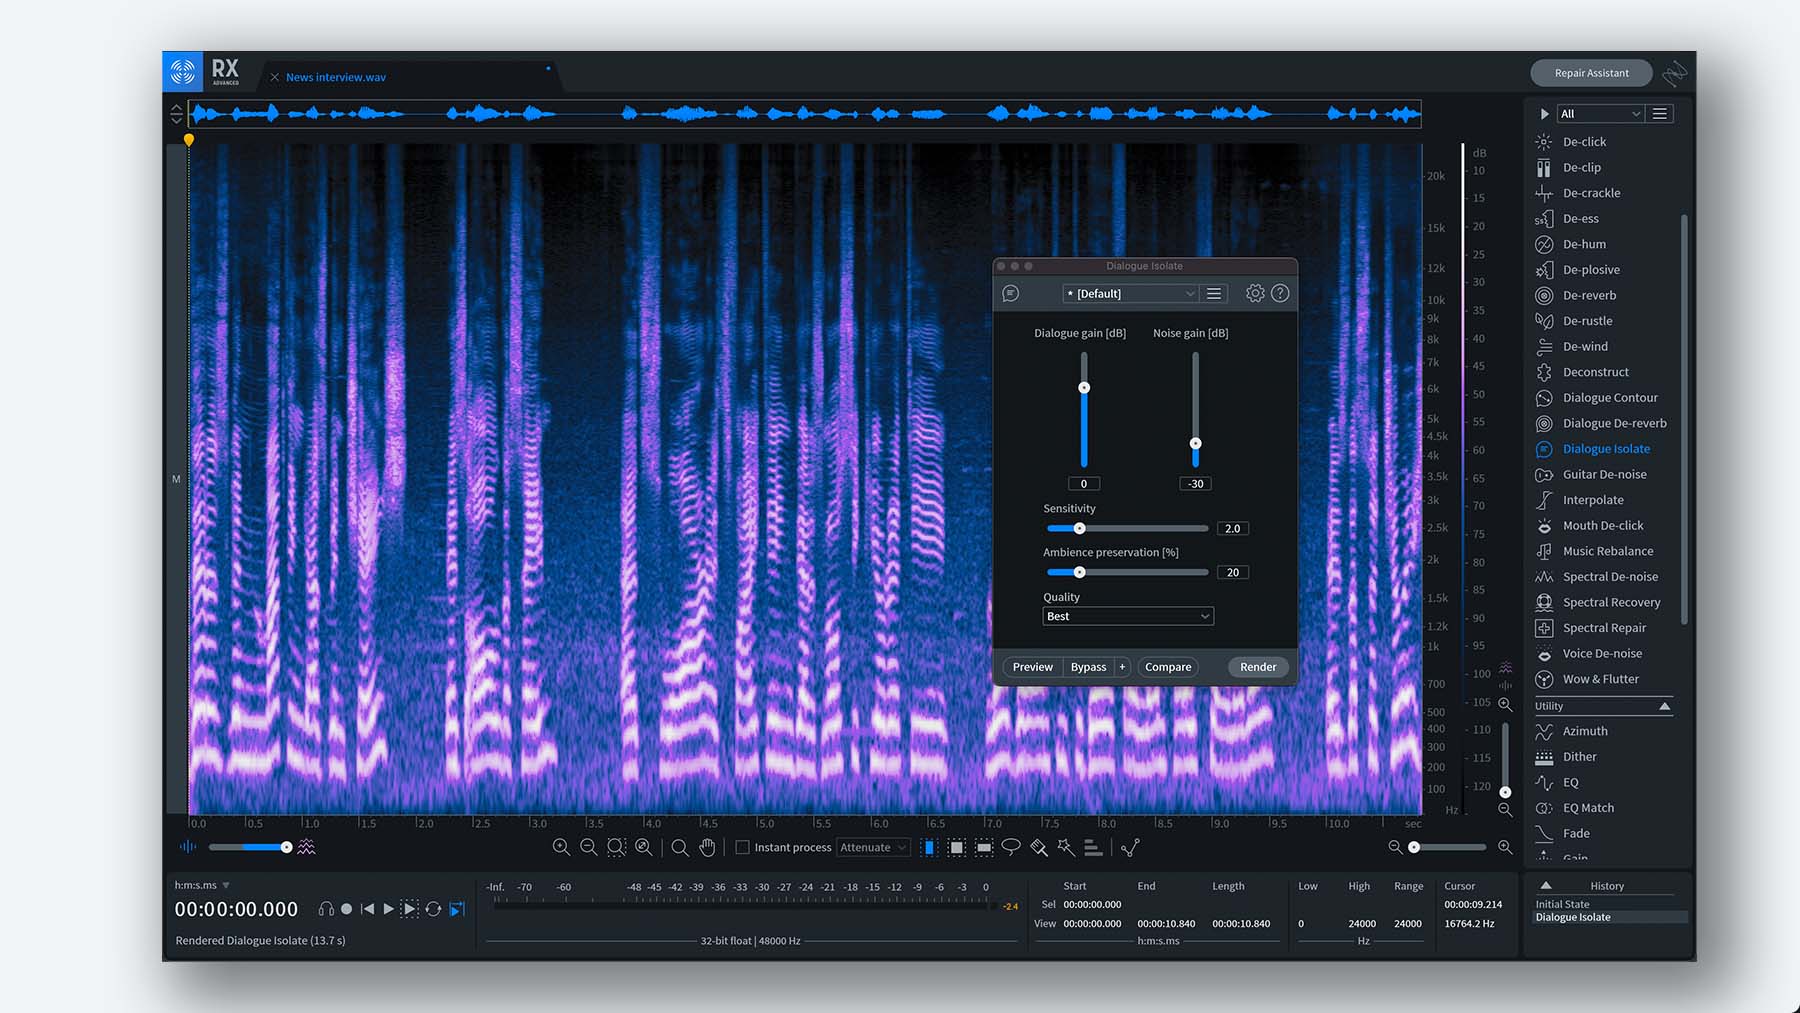 RX
ADVANCED
News interview.wav
Repair Assistant
All
De-click
De-clip
De-crackle
De-ess
De-hum
De-plosive
De-reverb
De-rustle
De-wind
Deconstruct
Dialogue Contour
Dialogue De-reverb
Dialogue Isolate
Guitar De-noise
Interpolate
Mouth De-click
Music Rebalance
Spectral De-noise
Spectral Recovery
Spectral Repair
Voice De-noise
Wow & Flutter
Utility
Azimuth
Dither
EQ
EQ Match
Fade
Gain
M
dB
10
15
20
25
30
35
40
45
50
55
60
65
70
75
80
85
90
95
100
105
110
115
120
20k
15k
12k
10k
9k
8k
7k
6k
5k
4.5k
4k
3.5k
3k
2.5k
2k
1.5k
1.2k
1k
700
500
400
300
200
100
Hz
Dialogue Isolate
* [Default]
Dialogue gain [dB] Noise gain [dB]
0 -30
Sensitivity
2.0
Ambience preservation [%]
20
Quality
Best
Preview Bypass + Compare Render
0.0 0.5 1.0 1.5 2.0 2.5 3.0 3.5 4.0 4.5 5.0 5.5 6.0 6.5 7.0 7.5 8.0 8.5 9.0 9.5 10.0 sec
Instant process Attenuate
h:m:s.ms
00:00:00.000
Rendered Dialogue Isolate (13.7 s)
-Inf. -70 -60 -48 -45 -42 -39 -36 -33 -30 -27 -24 -21 -18 -15 -12 -9 -6 -3 0
-2.4
32-bit float | 48000 Hz
Start End Length Low High Range Cursor
Sel 00:00:00.000 00:00:09.214
View 00:00:00.000 00:00:10.840 00:00:10.840 0 24000 24000 16764.2 Hz
h:m:s.ms Hz
History
Initial State
Dialogue Isolate